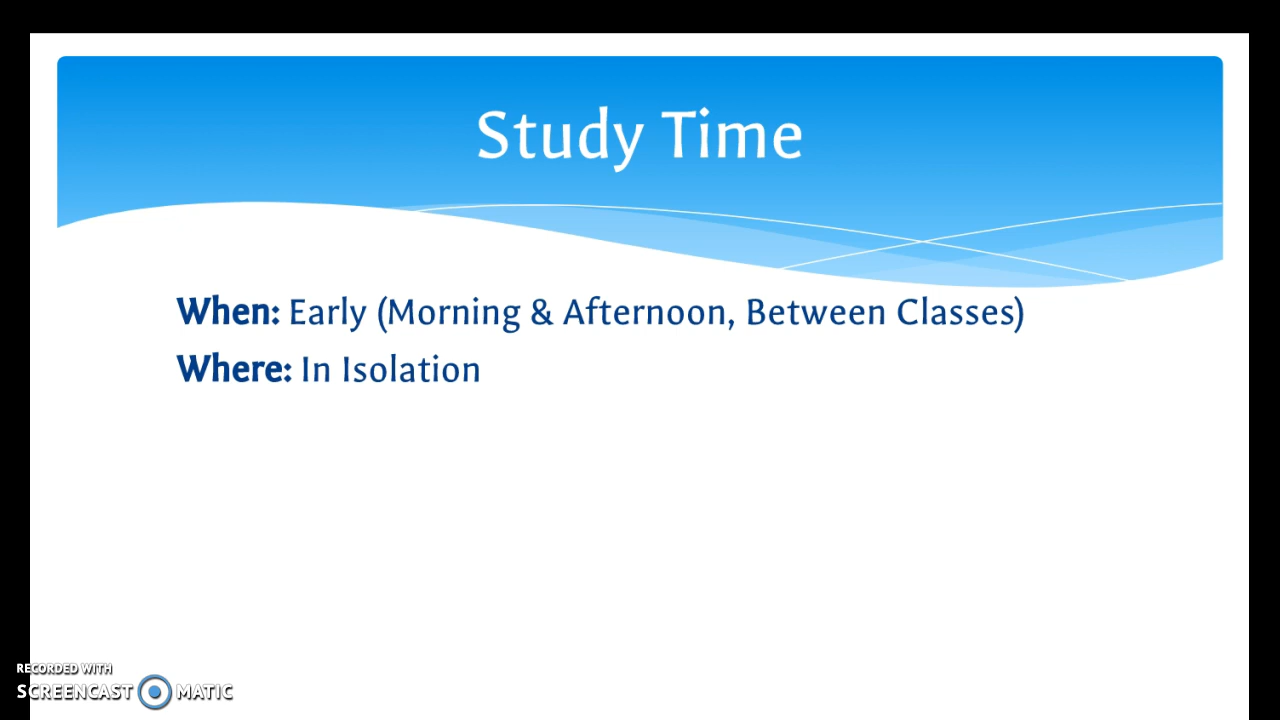 Study Time
When: Early (Morning & Afternoon, Between Classes)
Where: In Isolation
RECORDED WITH
SCREENCAST MATIC